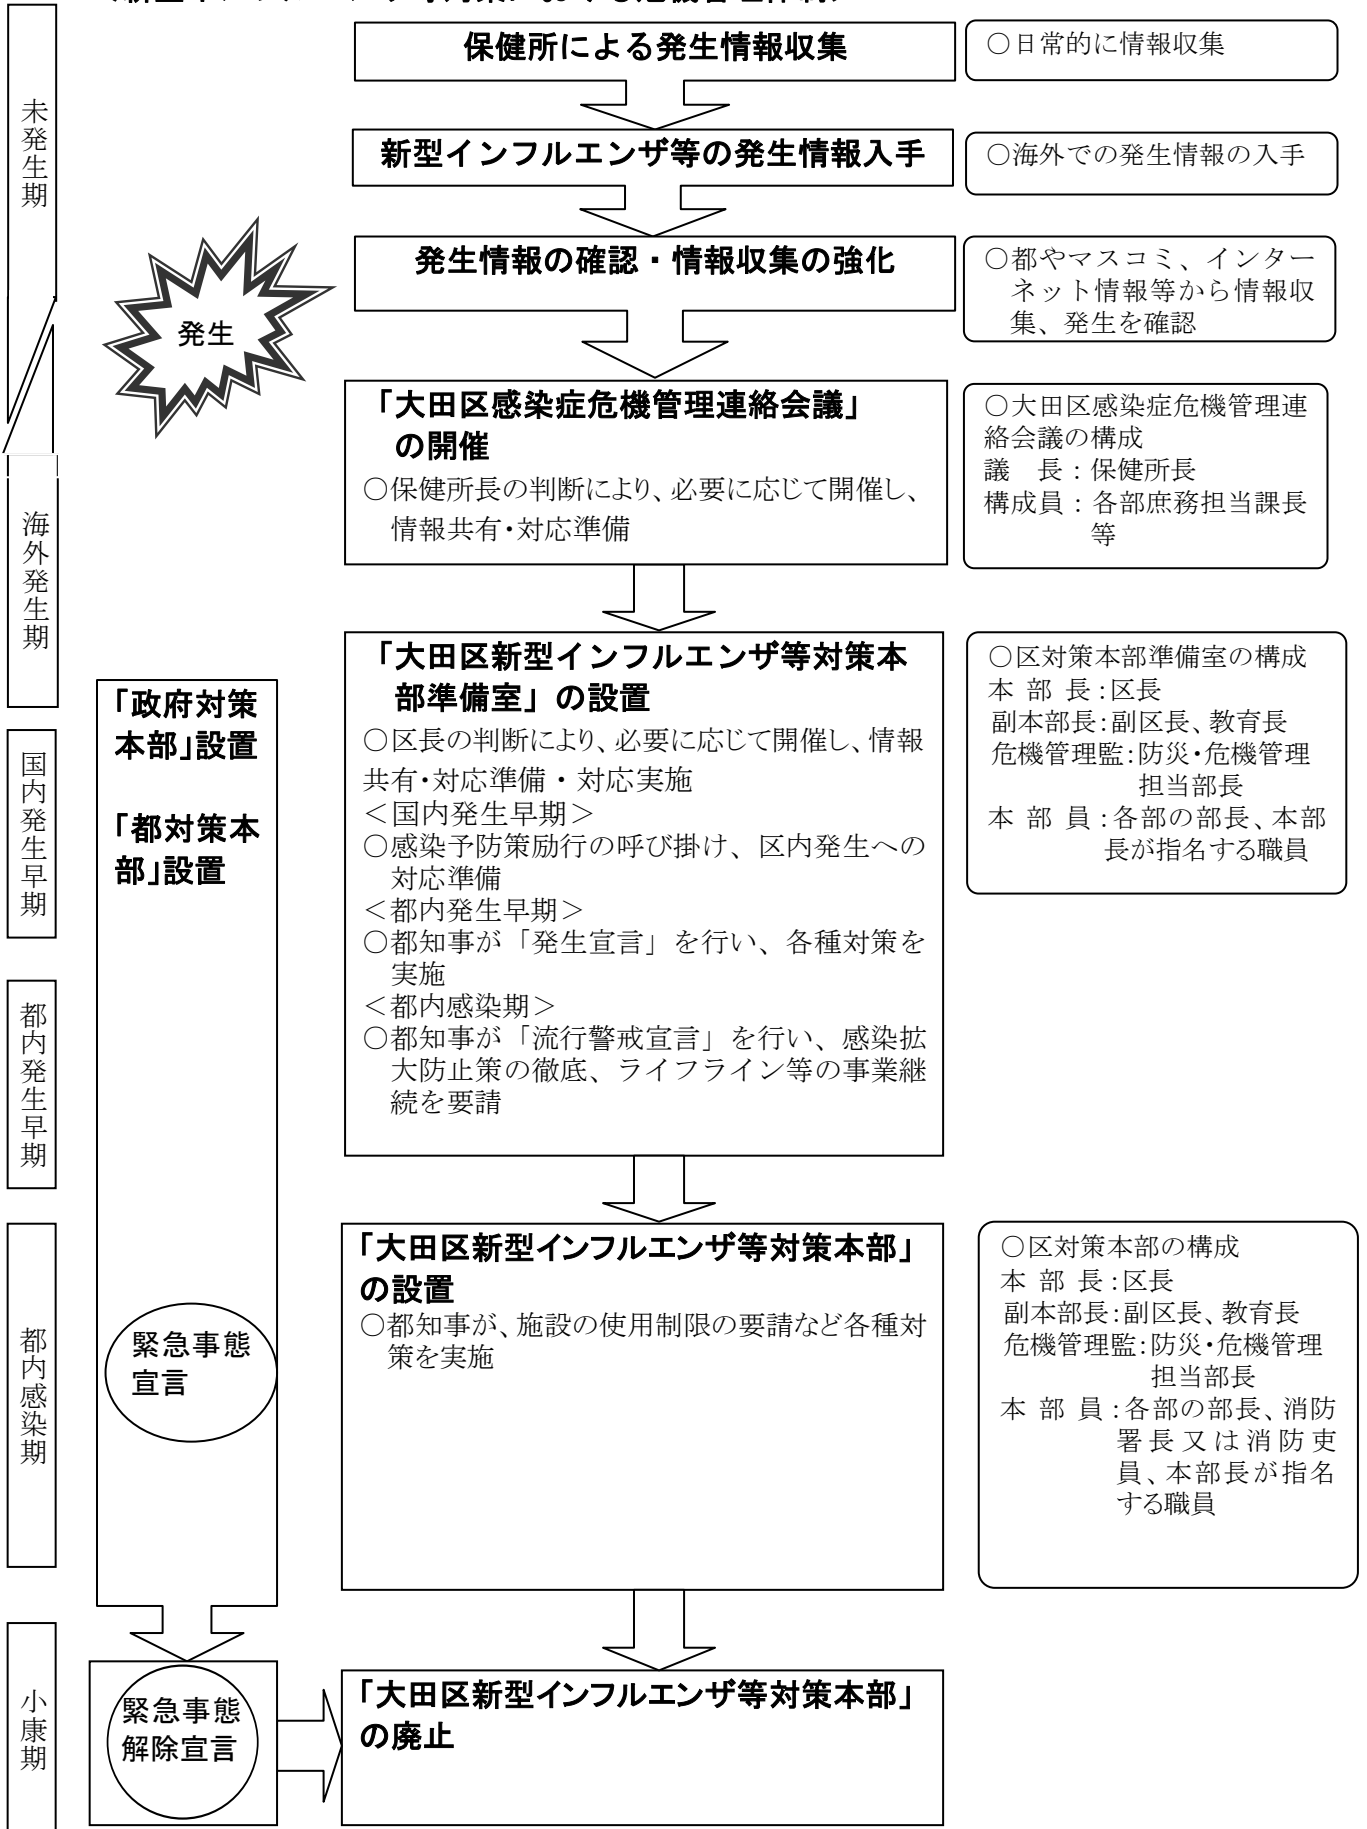 保健所による発生情報収集
○日常的に情報収集
未発生期
新型インフルエンザ等の発生情報入手
○海外での発生情報の入手
発生情報の確認・情報収集の強化
○都やマスコミ、インター
ネット情報等から情報収
集、発生を確認
発生
「大田区感染症危機管理連絡会議」
の開催
○保健所長の判断により、必要に応じて開催し、
情報共有・対応準備
○大田区感染症危機管理連
絡会議の構成
議 長：保健所長
構成員：各部庶務担当課長
等
海外発生期
「大田区新型インフルエンザ等対策本
部準備室」の設置
○区長の判断により、必要に応じて開催し、情報
共有・対応準備・対応実施
＜国内発生早期＞
○感染予防策励行の呼び掛け、区内発生への
対応準備
＜都内発生早期＞
○都知事が「発生宣言」を行い、各種対策を
実施
＜都内感染期＞
○都知事が「流行警戒宣言」を行い、感染拡
大防止策の徹底、ライフライン等の事業継
続を要請
○区対策本部準備室の構成
本 部 長：区長
副本部長：副区長、教育長
危機管理監：防災・危機管理
担当部長
本 部 員：各部の部長、本部
長が指名する職員
「政府対策
本部」設置
「都対策本
部」設置
国内発生早期
都内発生早期
都内感染期
「大田区新型インフルエンザ等対策本部」
の設置
○都知事が、施設の使用制限の要請など各種対
策を実施
○区対策本部の構成
本 部 長：区長
副本部長：副区長、教育長
危機管理監：防災・危機管理
担当部長
本 部 員：各部の部長、消防
署長又は消防吏
員、本部長が指名
する職員
緊急事態
宣言
小康期
緊急事態
解除宣言
「大田区新型インフルエンザ等対策本部」
の廃止